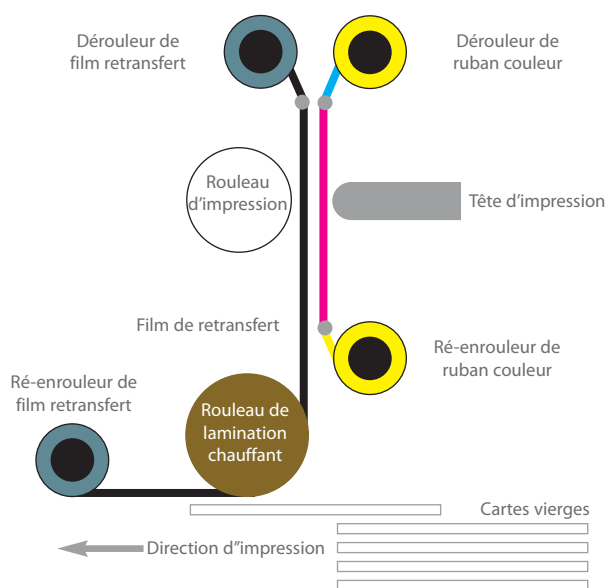 Dérouleur de
film retransfert
Dérouleur de
ruban couleur
Rouleau
d'impression
Tête d'impression
Film de retransfert
Ré-enrouleur de
ruban couleur
Ré-enrouleur de
film retransfert
Rouleau de
lamination
chauffant
Cartes vierges
Direction d"impression